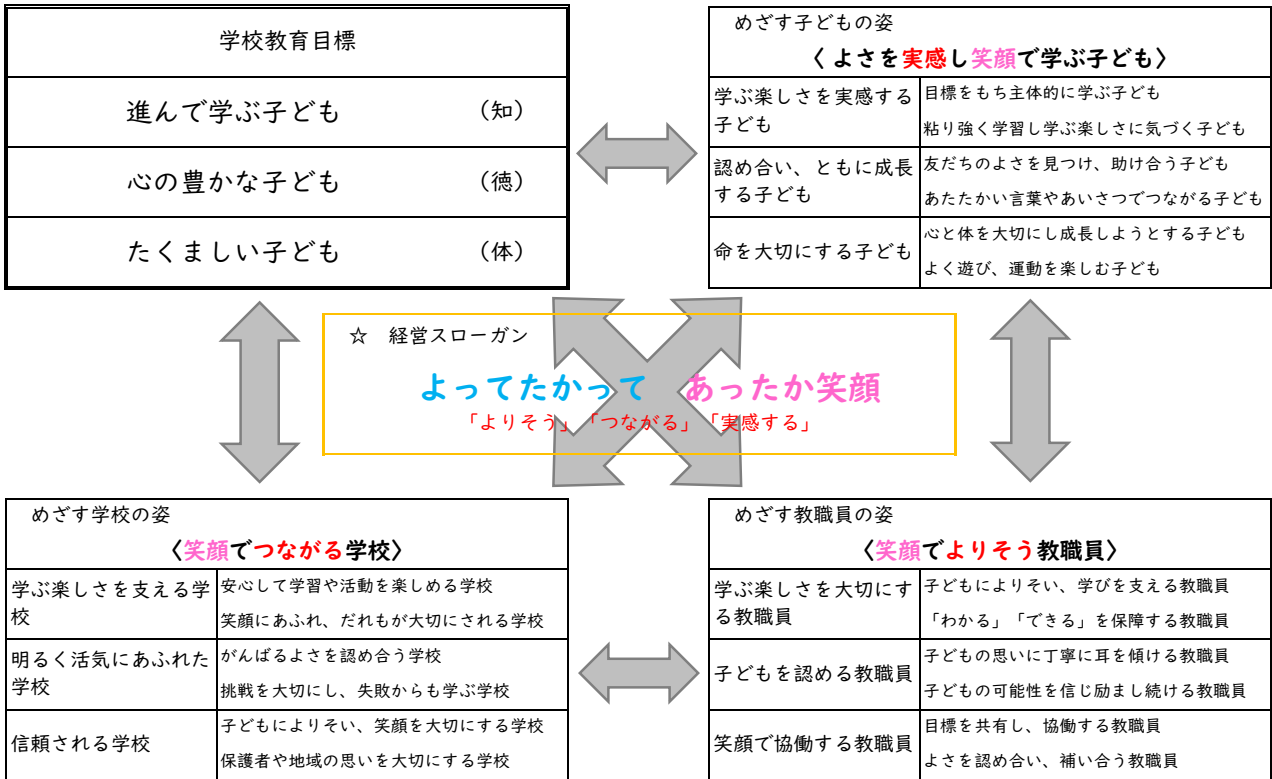 学校教育目標
進んで学ぶ子ども （知）
心の豊かな子ども （徳）
たくましい子ども （体）
めざす子どもの姿
〈よさを実感し笑顔で学ぶ子ども〉
学ぶ楽しさを実感する
子ども
目標をもち主体的に学ぶ子ども
粘り強く学習し学ぶ楽しさに気づく子ども
認め合い、ともに成長
する子ども
友だちのよさを見つけ、助け合う子ども
あたたかい言葉やあいさつでつながる子ども
命を大切にする子ども
心と体を大切にし成長しようとする子ども
よく遊び、運動を楽しむ子ども
☆ 経営スローガン
よってたかって あったか笑顔
「よりそう」「つながる」「実感する」
めざす学校の姿
〈笑顔でつながる学校〉
学ぶ楽しさを支える学
校
安心して学習や活動を楽しめる学校
笑顔にあふれ、だれもが大切にされる学校
明るく活気にあふれた
学校
がんばるよさを認め合う学校
挑戦を大切にし、失敗からも学ぶ学校
信頼される学校
子どもによりそい、笑顔を大切にする学校
保護者や地域の思いを大切にする学校
めざす教職員の姿
〈笑顔でよりそう教職員〉
学ぶ楽しさを大切にす
る教職員
子どもによりそい、学びを支える教職員
「わかる」「できる」を保障する教職員
子どもを認める教職員
子どもの思いに丁寧に耳を傾ける教職員
子どもの可能性を信じ励まし続ける教職員
笑顔で協働する教職員
目標を共有し、協働する教職員
よさを認め合い、補い合う教職員